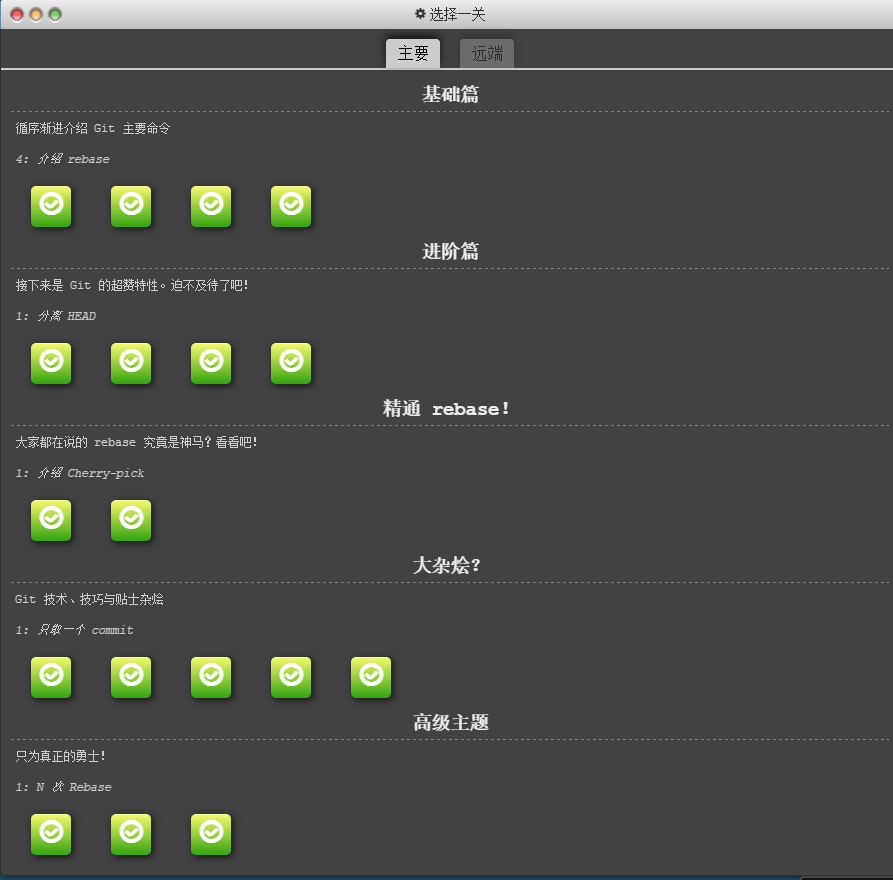 选择一关
主要 远端
基础篇
循序渐进介绍 Git 主要命令
4: 介绍 rebase
进阶篇
接下来是 Git 的超赞特性。迫不及待了吧！
1: 分离 HEAD
精通 rebase！
大家都在说的 rebase 究竟是神马？看看吧！
1: 介绍 Cherry-pick
大杂烩？
Git 技术、技巧与贴士杂烩
1: 只取一个 commit
高级主题
只为真正的勇士！
1: N 次 Rebase